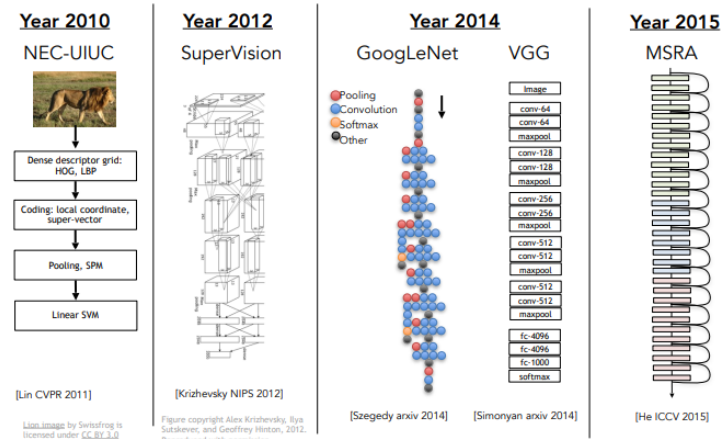 Year 2010
NEC-UIUC
Dense descriptor grid:
HOG, LBP
Coding: local coordinate,
super-vector
Pooling, SPM
Linear SVM
[Lin CVPR 2011]
Lion image by Swissfrog is
licensed under CC BY 3.0
Year 2012
SuperVision
[Krizhevsky NIPS 2012]
Figure copyright Alex Krizhevsky, Ilya
Sutskever, and Geoffrey Hinton, 2012.
Year 2014
GoogLeNet
Pooling
Convolution
Softmax
Other
[Szegedy arxiv 2014]
VGG
Image
conv-64
conv-64
maxpool
conv-128
conv-128
maxpool
conv-256
conv-256
maxpool
conv-512
conv-512
maxpool
conv-512
conv-512
maxpool
fc-4096
fc-4096
fc-1000
softmax
[Simonyan arxiv 2014]
Year 2015
MSRA
[He ICCV 2015]